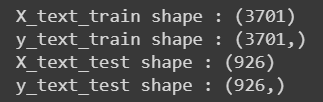 X_text_train shape : (3701)
y_text_train shape : (3701,)
X_text_test shape : (926)
y_text_test shape : (926,)